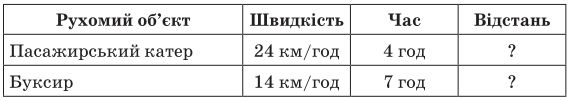 Рухомий об’єкт Швидкість Час Відстань
Пасажирський катер 24 км/год 4 год ?
Буксир 14 км/год 7 год ?